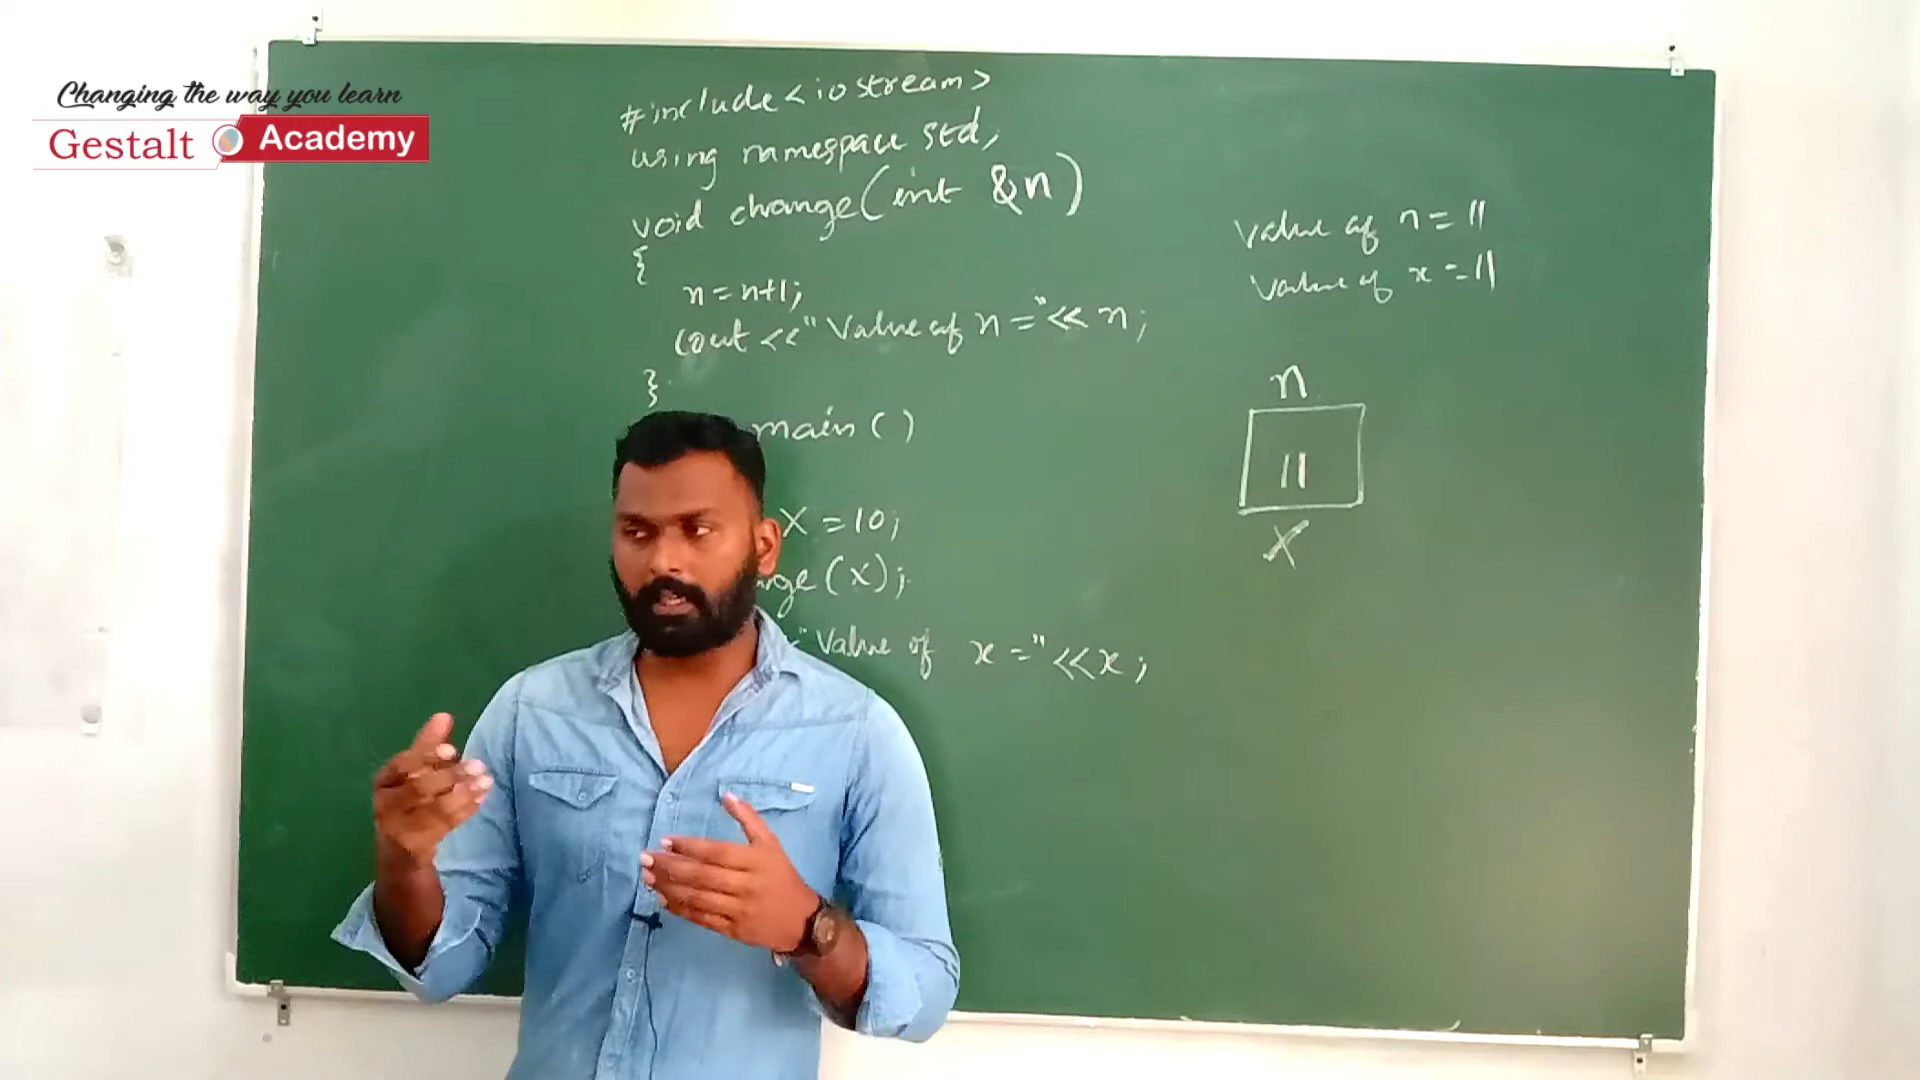 Changing the way you learn
Gestalt Academy
#include<iostream>
using namespace std,
void change(int &n)
{
n=n+1;
cout <<"Value of n ="<< n;
}
main()
X = 10;
nge(x);
"Value of x ="<<x;
value of n = 11
value of x = 11
n
11
X